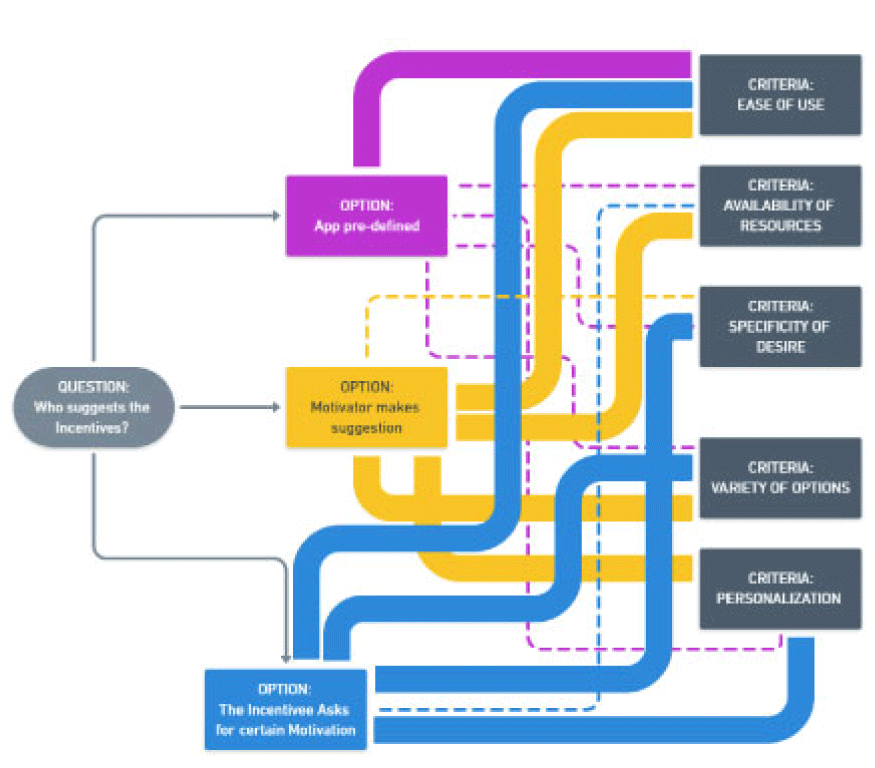 QUESTION:
Who suggests the
Incentives?
OPTION:
App pre-defined
OPTION:
Motivator makes
suggestion
OPTION:
The Incentivee Asks
for certain Motivation
CRITERIA:
EASE OF USE
CRITERIA:
AVAILABILITY OF
RESOURCES
CRITERIA:
SPECIFICITY OF
DESIRE
CRITERIA:
VARIETY OF OPTIONS
CRITERIA:
PERSONALIZATION